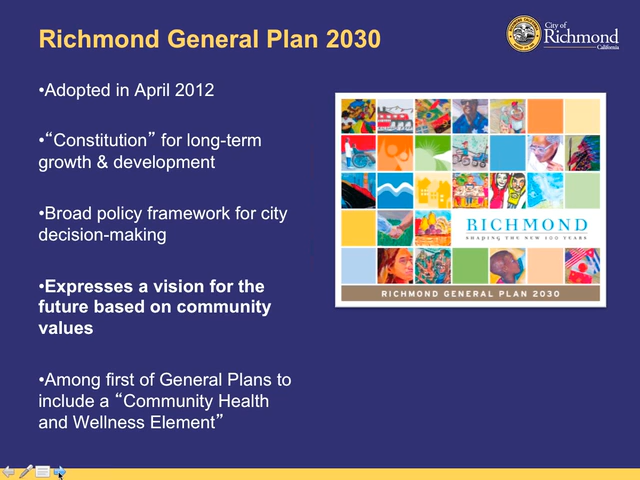 Richmond General Plan 2030
City of
Richmond
California
•Adopted in April 2012
•“Constitution” for long-term
growth & development
•Broad policy framework for city
decision-making
•Expresses a vision for the
future based on community
values
•Among first of General Plans to
include a “Community Health
and Wellness Element”
RICHMOND
SHAPING THE NEW 100 YEARS
RICHMOND GENERAL PLAN 2030